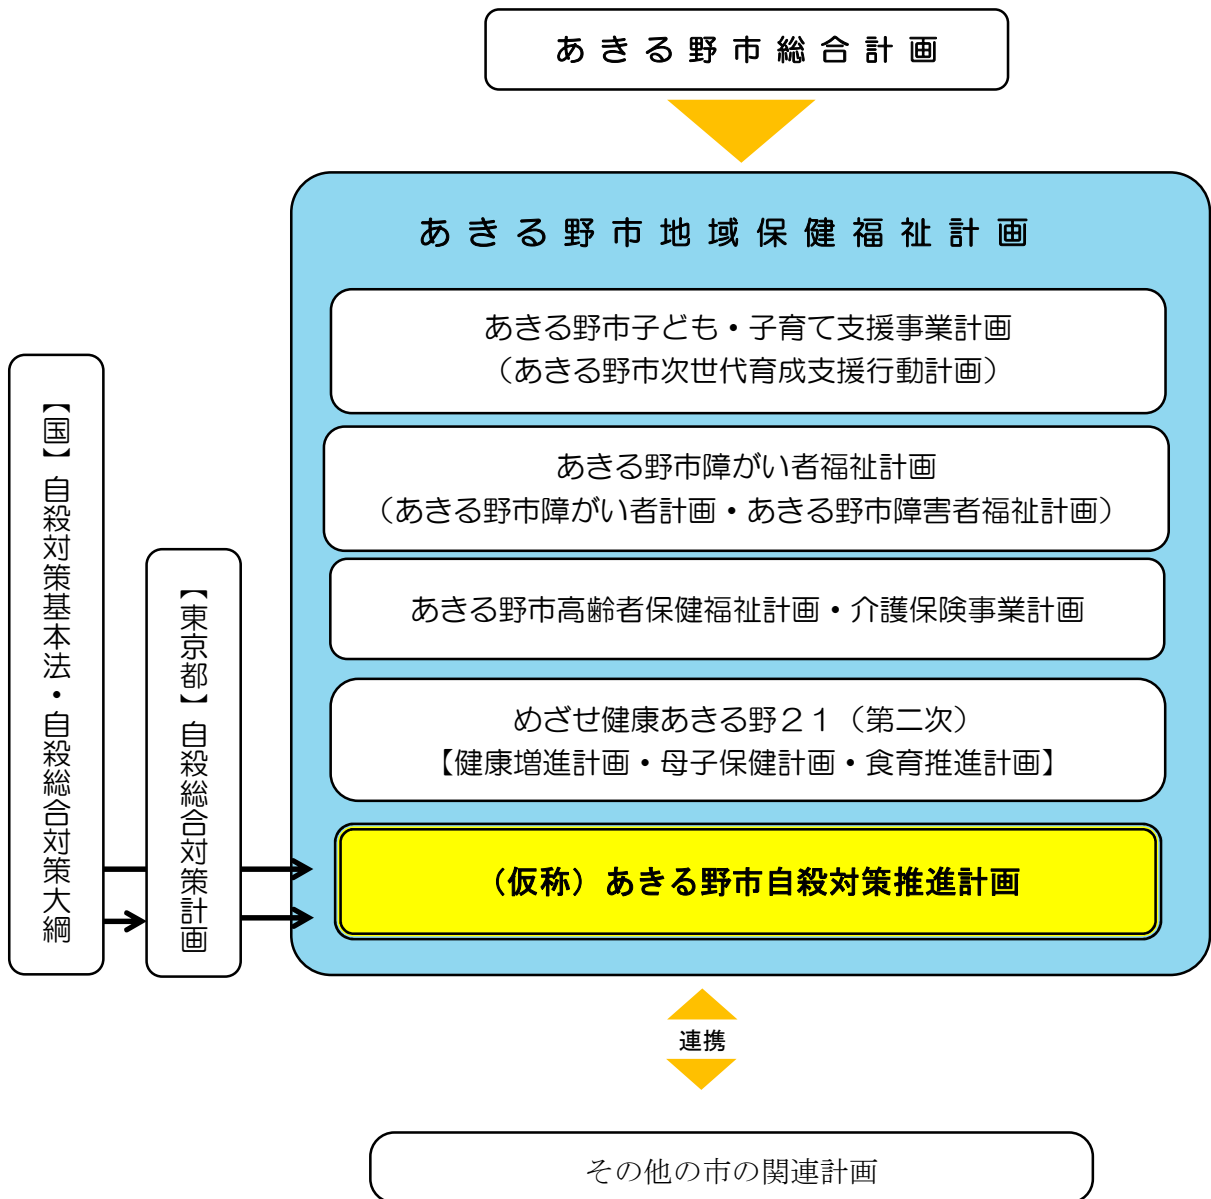 あきる野市総合計画
あきる野市地域保健福祉計画
あきる野市子ども・子育て支援事業計画
（あきる野市次世代育成支援行動計画）
あきる野市障がい者福祉計画
（あきる野市障がい者計画・あきる野市障害者福祉計画）
あきる野市高齢者保健福祉計画・介護保険事業計画
めざせ健康あきる野２１（第二次）
【健康増進計画・母子保健計画・食育推進計画】
（仮称）あきる野市自殺対策推進計画
【国】自殺対策基本法・自殺総合対策大綱
【東京都】自殺総合対策計画
連携
その他の市の関連計画